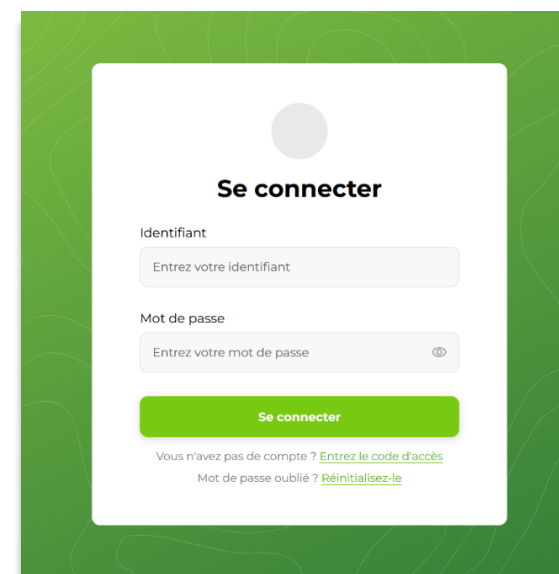 Se connecter
Identifiant
Entrez votre identifiant
Mot de passe
Entrez votre mot de passe
Se connecter
Vous n'avez pas de compte ? Entrez le code d'accès
Mot de passe oublié ? Réinitialisez-le